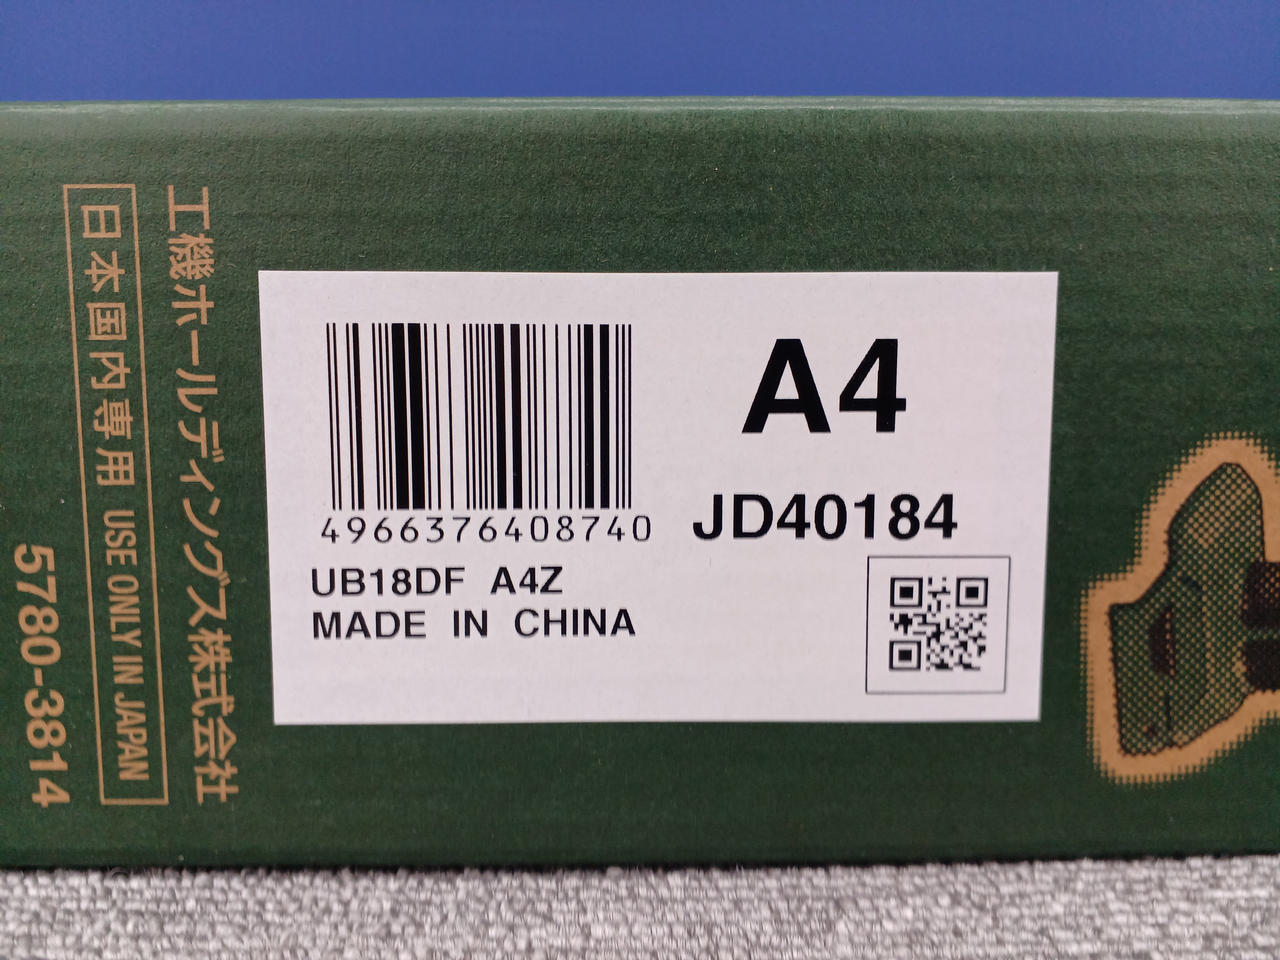 工機ホールディングス株式会社
日本国内専用 USE ONLY IN JAPAN
5780-3814
4966376408740
A4
JD40184
UB18DF A4Z
MADE IN CHINA